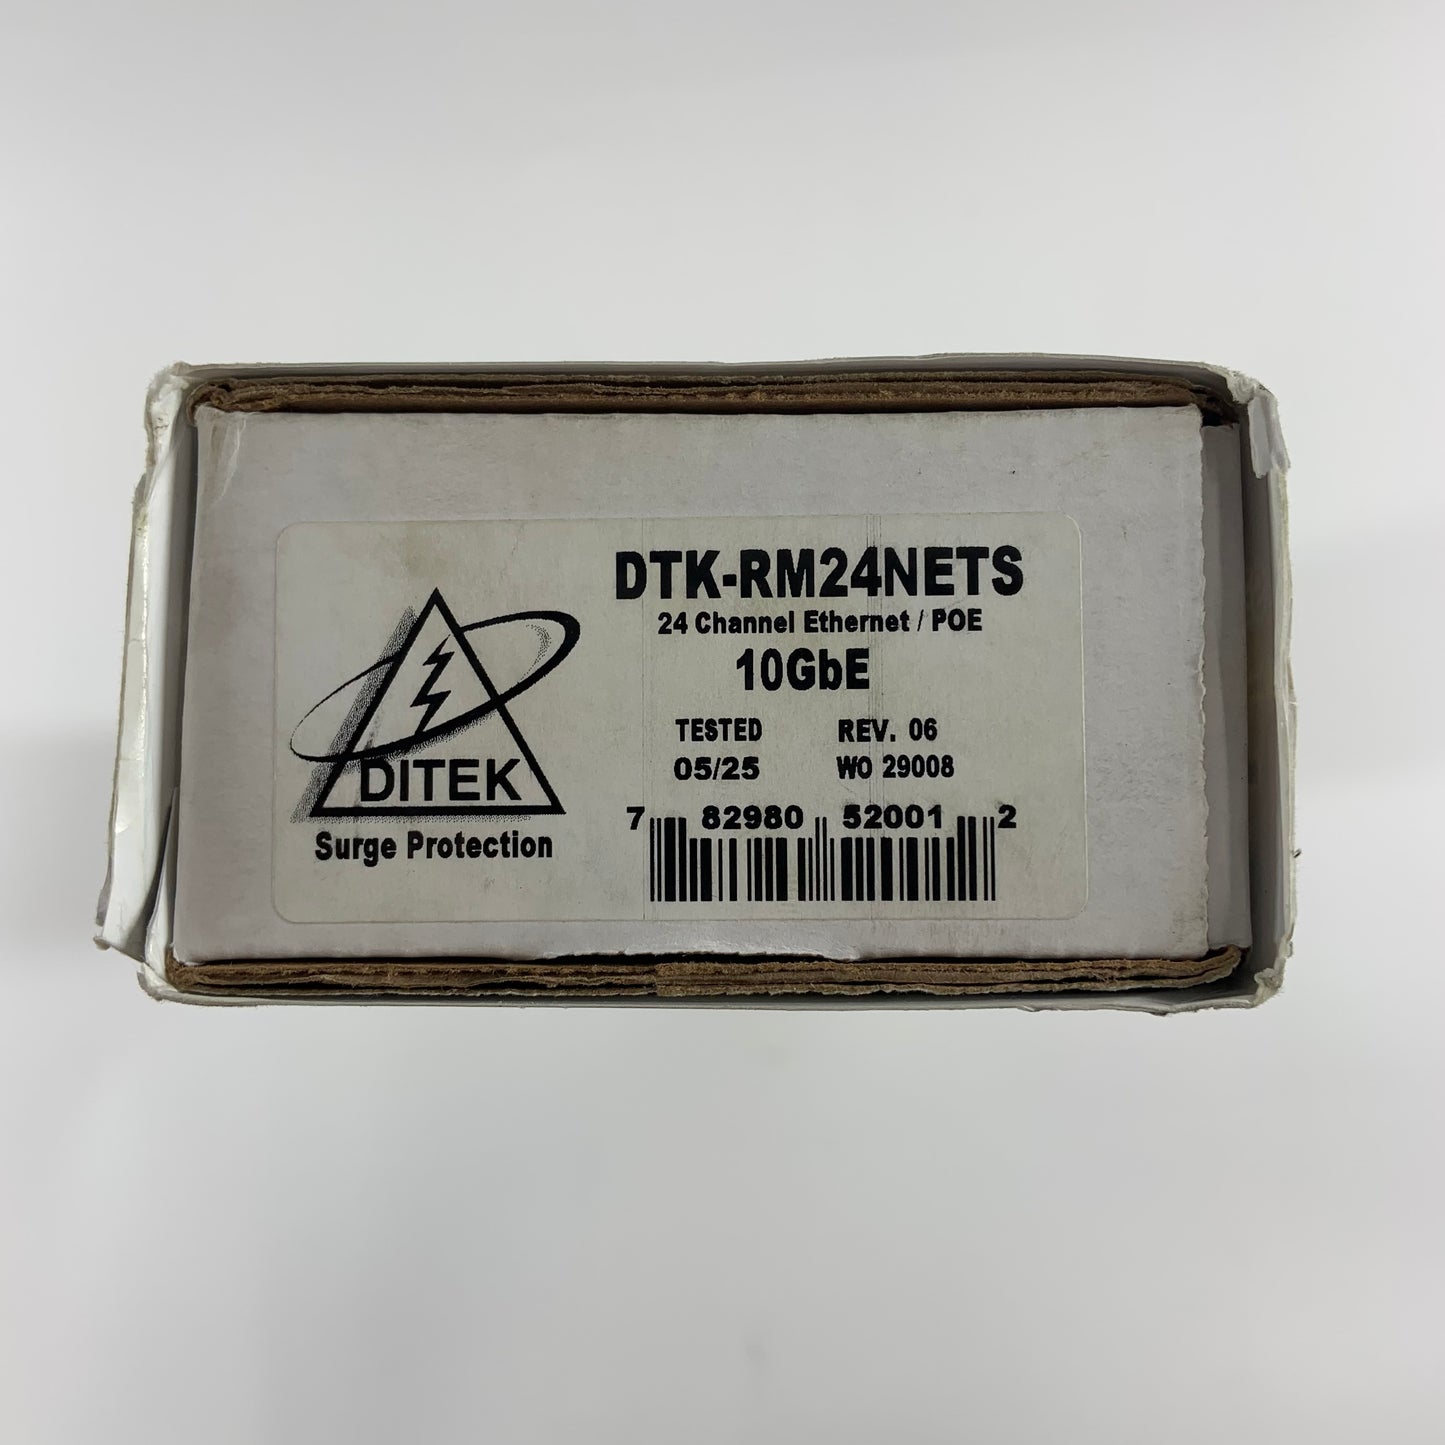 DTK-RM24NETS
24 Channel Ethernet / POE
10GbE
TESTED REV. 06
05/25 WO 29008
7 82980 52001 2
DITEK
Surge Protection